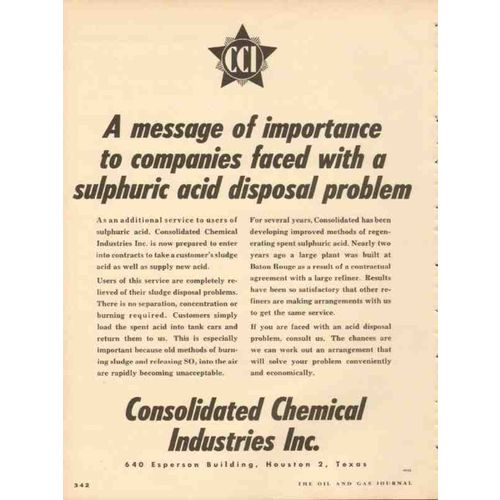 CCI
A message of importance
to companies faced with a
sulphuric acid disposal problem
As an additional service to users of
sulphuric acid. Consolidated Chemical
Industries Inc. is now prepared to enter
into contracts to take a customer's sludge
acid as well as supply new acid.
Users of this service are completely re-
lieved of their sludge disposal problems.
There is no separation, concentration or
burning required. Customers simply
load the spent acid into tank cars and
return them to us. This is especially
important because old methods of burn-
ing sludge and releasing SO₂ into the air
are rapidly becoming unacceptable.
For several years, Consolidated has been
developing improved methods of regen-
erating spent sulphuric acid. Nearly two
years ago a large plant was built at
Baton Rouge as a result of a contractual
agreement with a large refiner. Results
have been so satisfactory that other re-
finers are making arrangements with us
to get the same service.
If you are faced with an acid disposal
problem, consult us. The chances are
we can work out an arrangement that
will solve your problem conveniently
and economically.
Consolidated Chemical
Industries Inc.
640 Esperson Building, Houston 2, Texas
342
THE OIL AND GAS JOURNAL